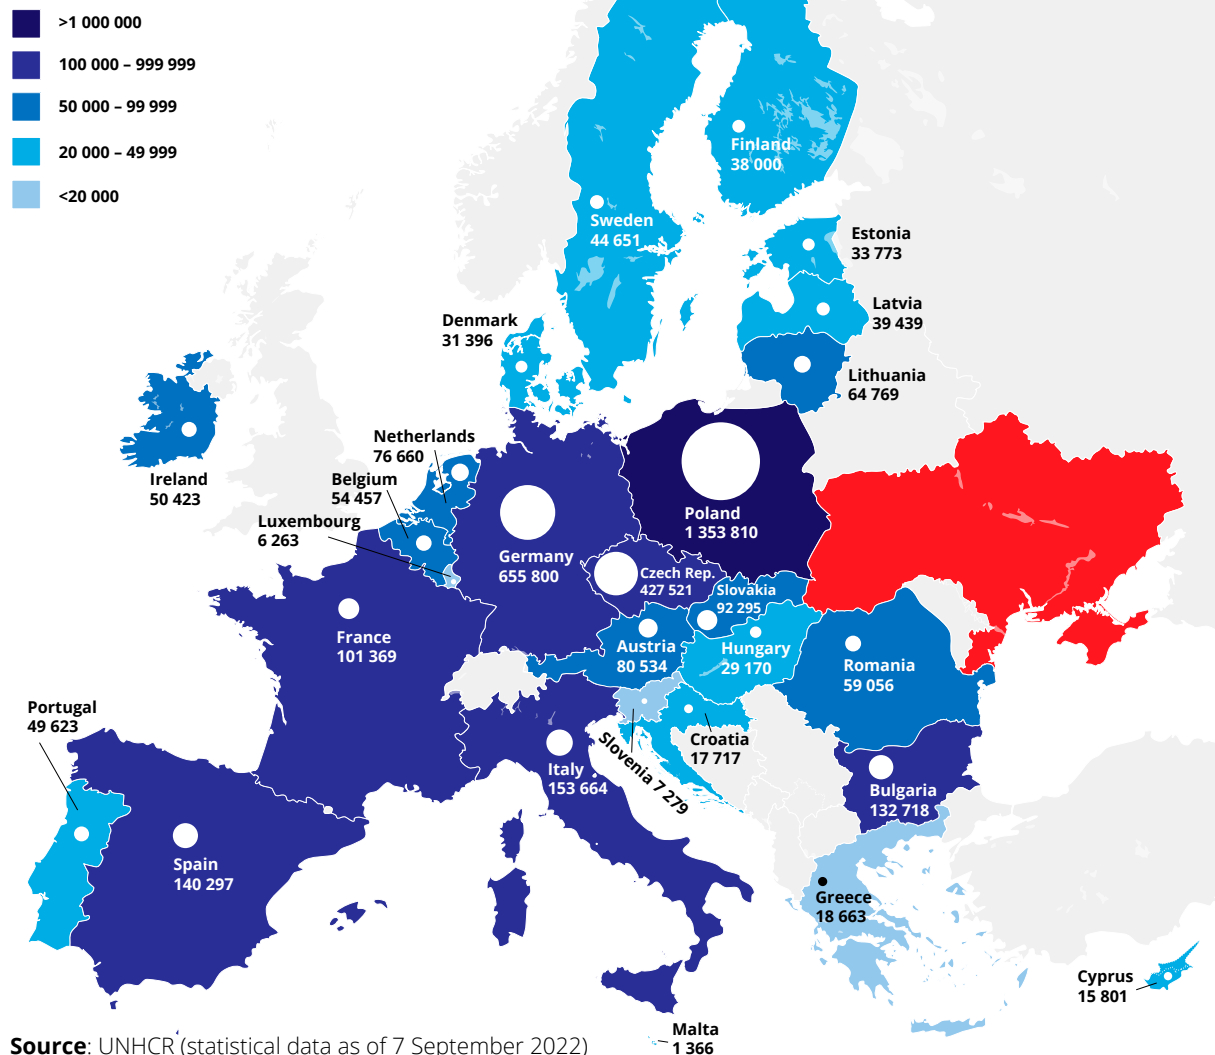 >1 000 000
100 000 – 999 999
50 000 – 99 999
20 000 – 49 999
<20 000
Finland
38 000
Sweden
44 651
Estonia
33 773
Latvia
39 439
Denmark
31 396
Lithuania
64 769
Netherlands
76 660
Ireland
50 423
Belgium
54 457
Luxembourg
6 263
Poland
1 353 810
Germany
655 800
Czech Rep.
427 521
Slovakia
92 295
France
101 369
Austria
80 534
Hungary
29 170
Romania
59 056
Portugal
49 623
Croatia
17 717
Slovenia 7 279
Italy
153 664
Bulgaria
132 718
Spain
140 297
Greece
18 663
Cyprus
15 801
Malta
1 366
Source: UNHCR (statistical data as of 7 September 2022)